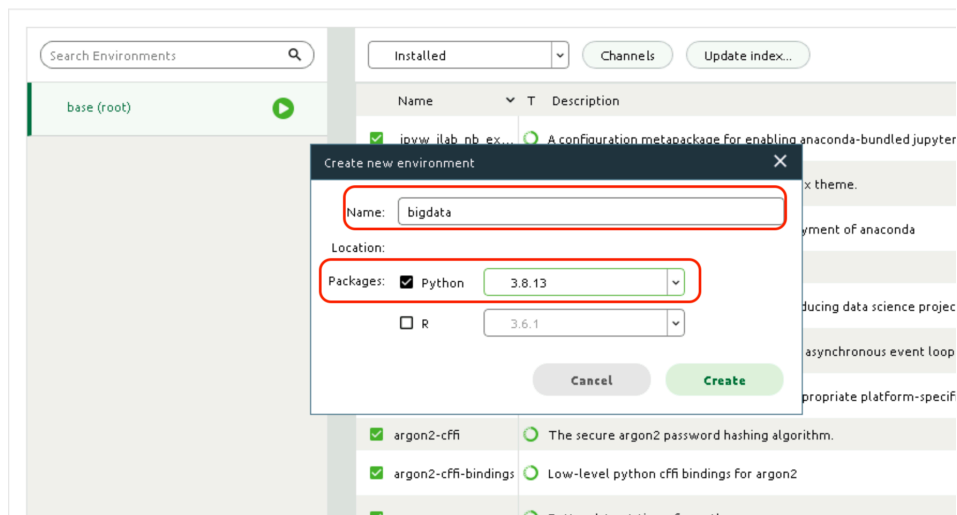 Search Environments
Installed
Channels
Update index...
base (root)
Name
T
Description
ipyw_jlab_nb_ex...
A configuration metapackage for enabling anaconda-bundled jupyter
Create new environment
x theme.
Name:
bigdata
yment of anaconda
Location:
Packages:
Python
3.8.13
ducing data science projec
R
3.6.1
asynchronous event loop
Cancel
Create
propriate platform-specifi
argon2-cffi
The secure argon2 password hashing algorithm.
argon2-cffi-bindings
Low-level python cffi bindings for argon2